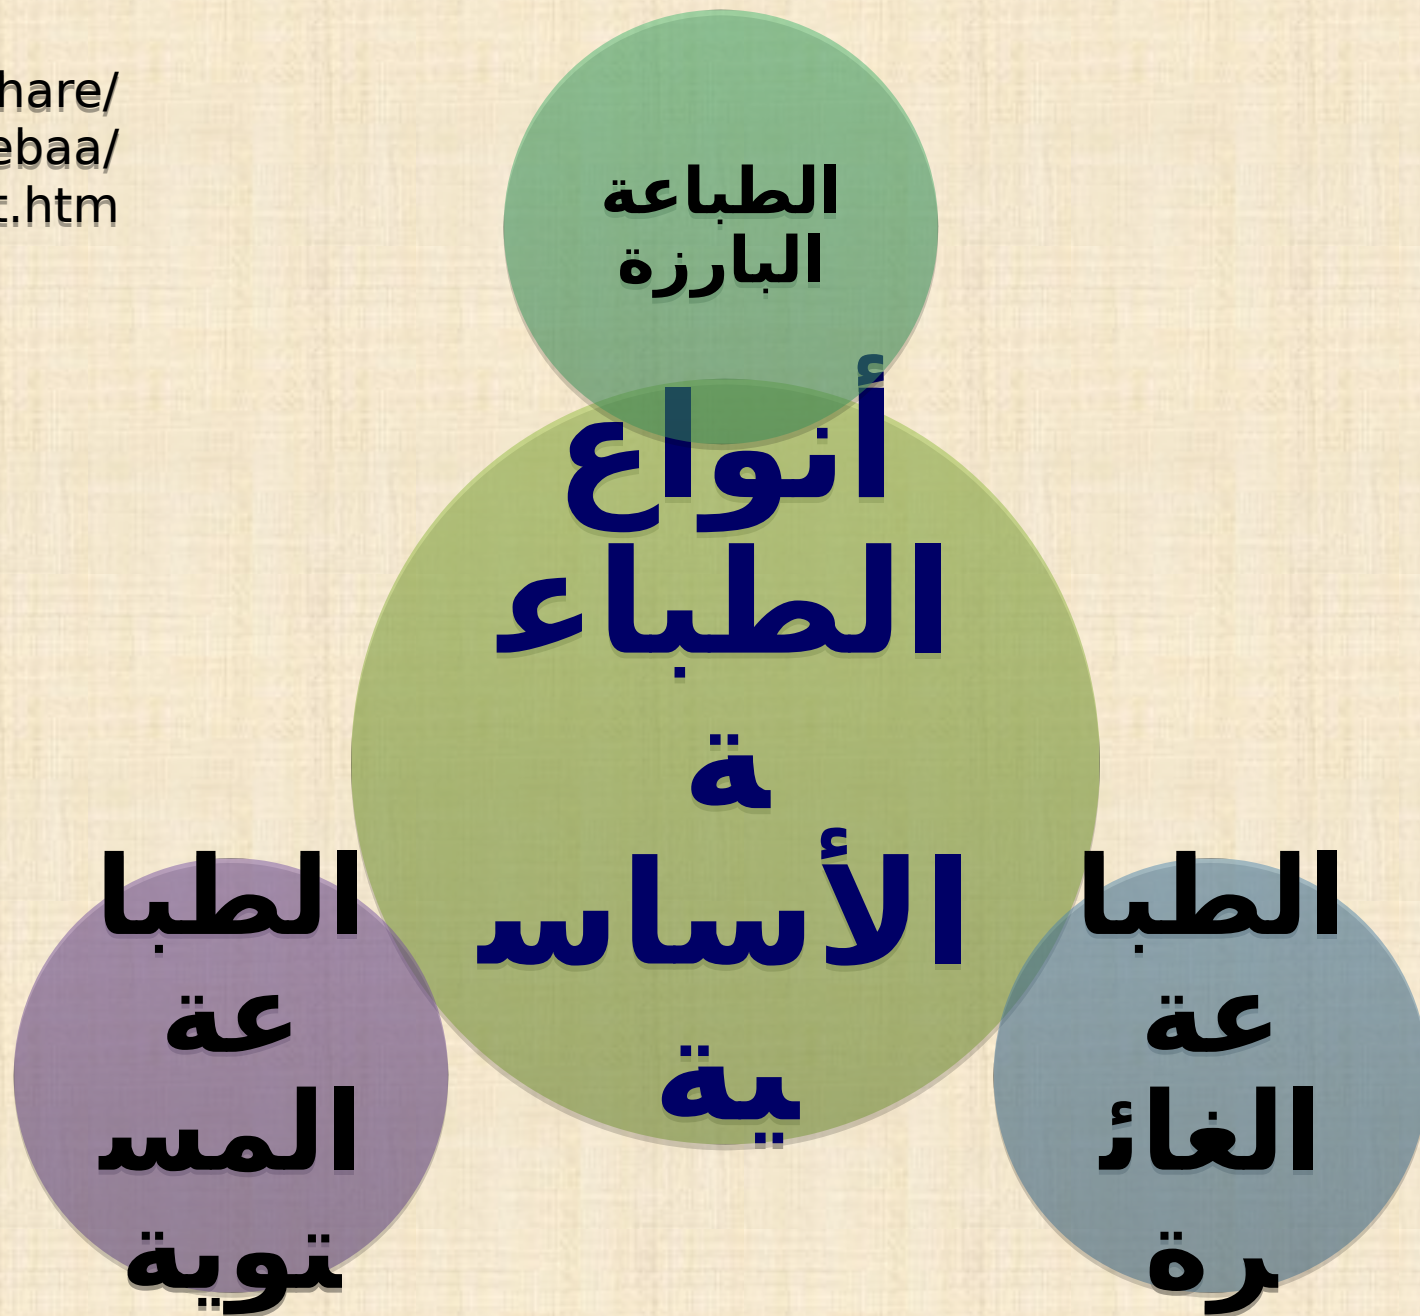 hare/
ebaa/
t.htm
الطباعة
البارزة
أنواع
الطباع
ة
الأساس
ية
الطبا
عة
المس
توية
الطبا
عة
الغائ
رة